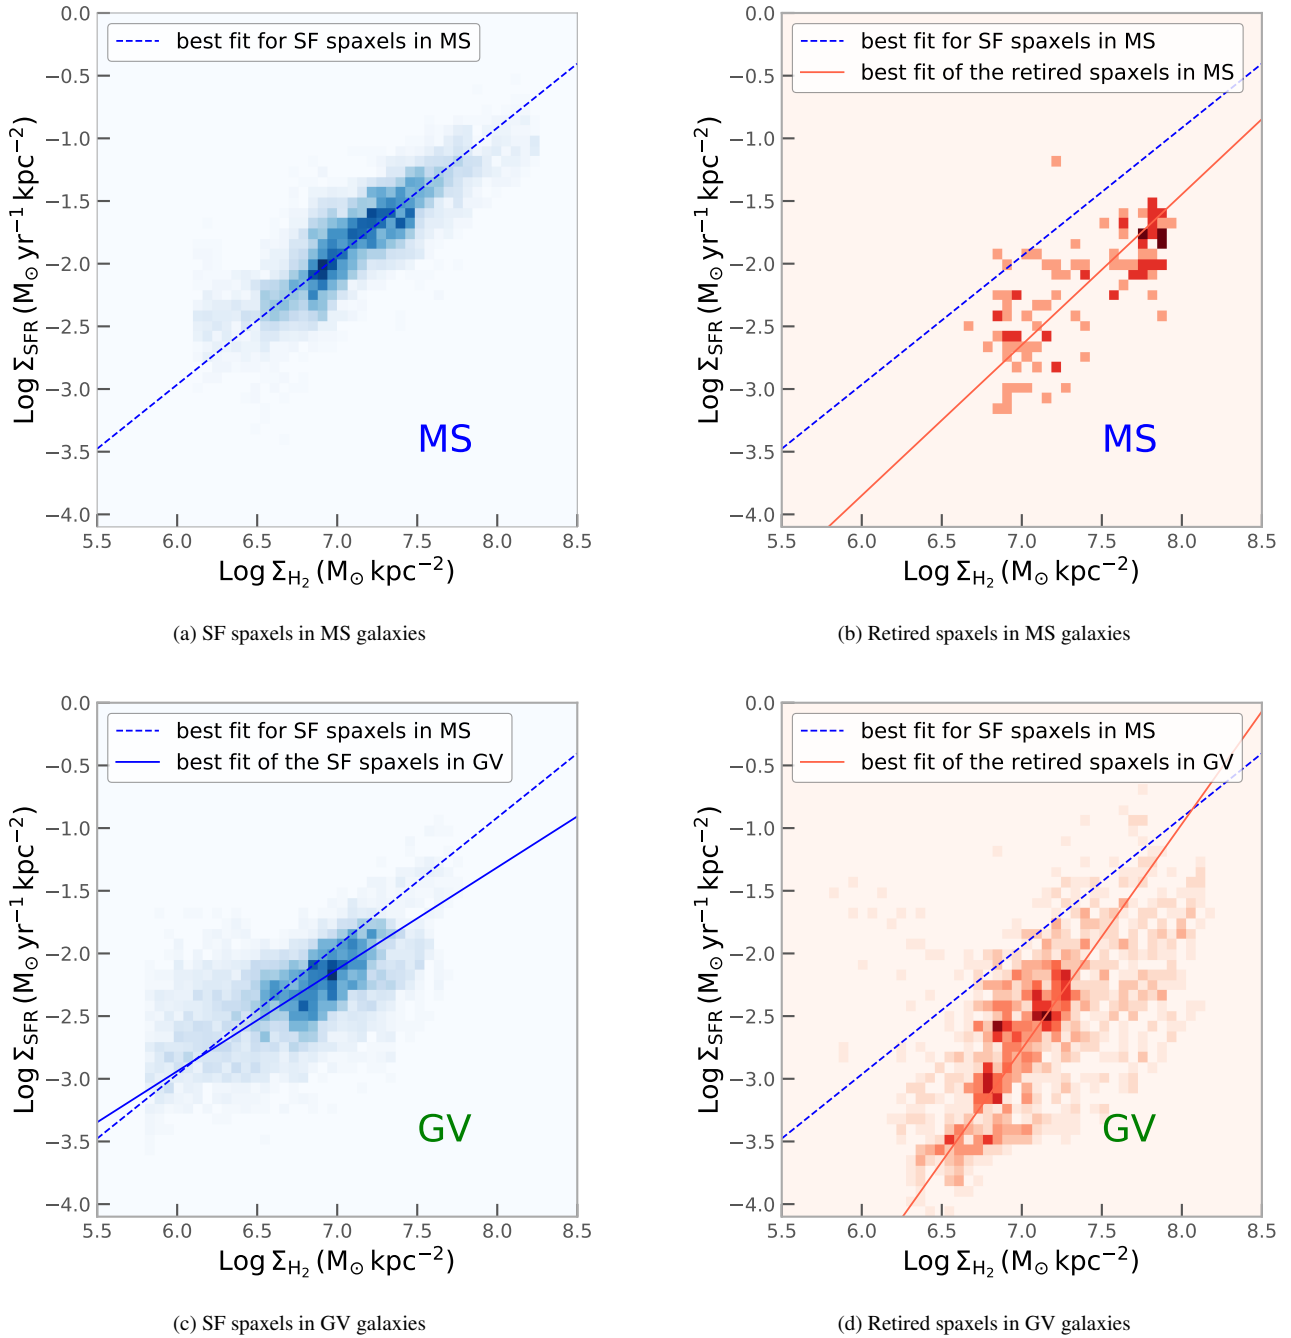 best fit for SF spaxels in MS
0.0
−0.5
−1.0
−1.5
−2.0
−2.5
−3.0
−3.5
−4.0
Log Σ_SFR (M⊙ yr⁻¹ kpc⁻²)
MS
5.5 6.0 6.5 7.0 7.5 8.0 8.5
Log Σ_H₂ (M⊙ kpc⁻²)
(a) SF spaxels in MS galaxies
best fit for SF spaxels in MS
best fit of the retired spaxels in MS
0.0
−0.5
−1.0
−1.5
−2.0
−2.5
−3.0
−3.5
−4.0
Log Σ_SFR (M⊙ yr⁻¹ kpc⁻²)
MS
5.5 6.0 6.5 7.0 7.5 8.0 8.5
Log Σ_H₂ (M⊙ kpc⁻²)
(b) Retired spaxels in MS galaxies
best fit for SF spaxels in MS
best fit of the SF spaxels in GV
0.0
−0.5
−1.0
−1.5
−2.0
−2.5
−3.0
−3.5
−4.0
Log Σ_SFR (M⊙ yr⁻¹ kpc⁻²)
GV
5.5 6.0 6.5 7.0 7.5 8.0 8.5
Log Σ_H₂ (M⊙ kpc⁻²)
(c) SF spaxels in GV galaxies
best fit for SF spaxels in MS
best fit of the retired spaxels in GV
0.0
−0.5
−1.0
−1.5
−2.0
−2.5
−3.0
−3.5
−4.0
Log Σ_SFR (M⊙ yr⁻¹ kpc⁻²)
GV
5.5 6.0 6.5 7.0 7.5 8.0 8.5
Log Σ_H₂ (M⊙ kpc⁻²)
(d) Retired spaxels in GV galaxies